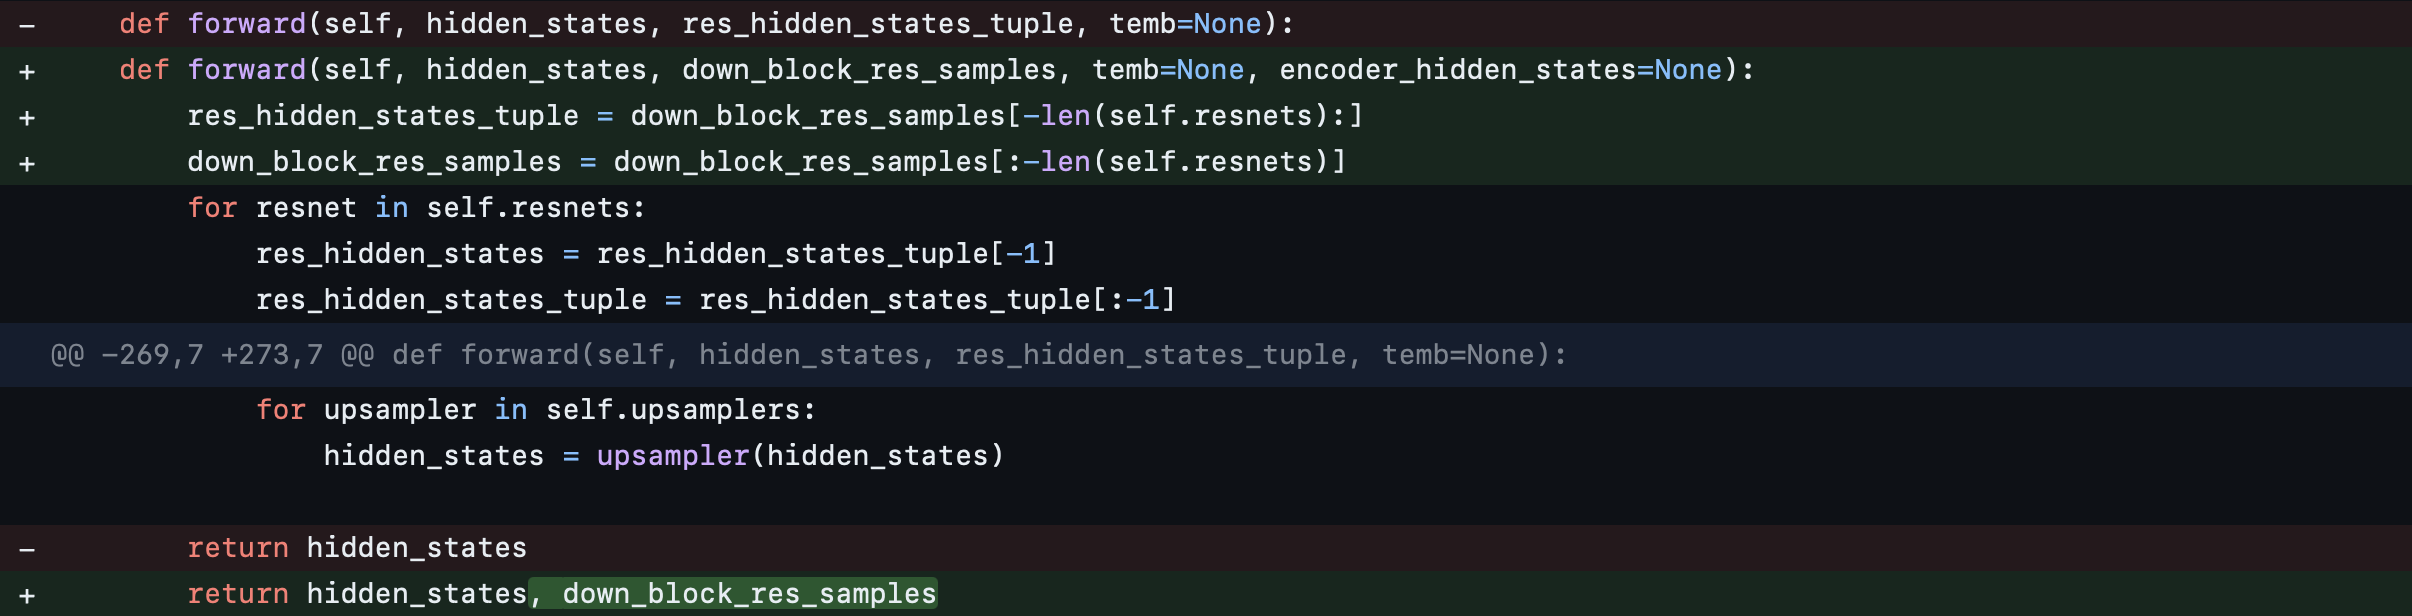 -     def forward(self, hidden_states, res_hidden_states_tuple, temb=None):
+     def forward(self, hidden_states, down_block_res_samples, temb=None, encoder_hidden_states=None):
+         res_hidden_states_tuple = down_block_res_samples[-len(self.resnets):]
+         down_block_res_samples = down_block_res_samples[:-len(self.resnets)]
          for resnet in self.resnets:
              res_hidden_states = res_hidden_states_tuple[-1]
              res_hidden_states_tuple = res_hidden_states_tuple[:-1]
@@ -269,7 +273,7 @@ def forward(self, hidden_states, res_hidden_states_tuple, temb=None):
              for upsampler in self.upsamplers:
                  hidden_states = upsampler(hidden_states)
-         return hidden_states
+         return hidden_states, down_block_res_samples